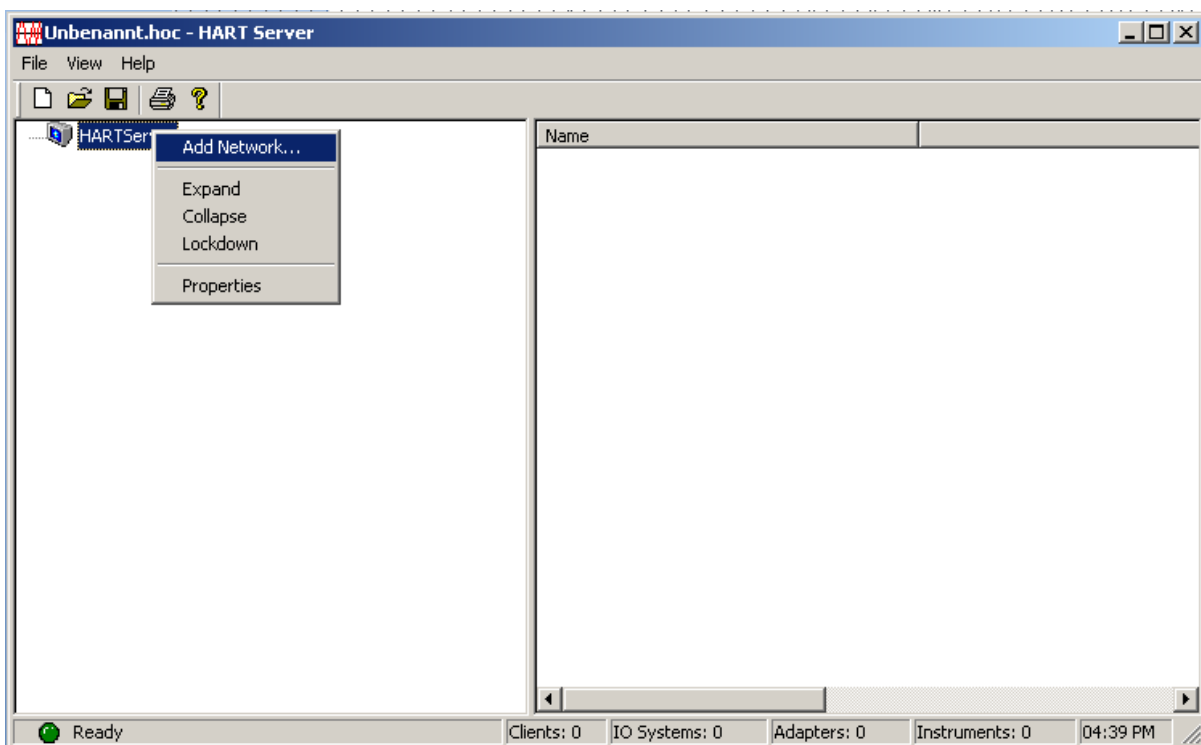 Unbenannt.hoc - HART Server
File View Help
Name
Add Network...
Expand
Collapse
Lockdown
Properties
Ready Clients: 0 IO Systems: 0 Adapters: 0 Instruments: 0 04:39 PM